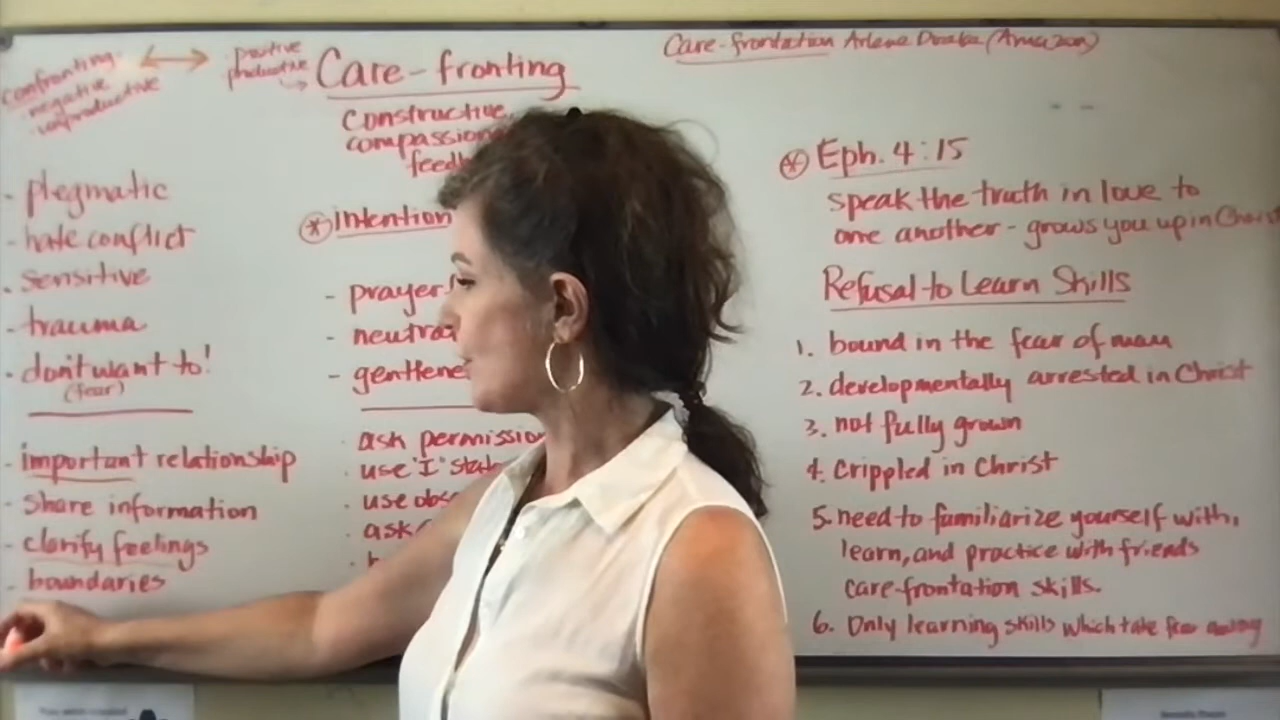 Confronting
- negative
- unproductive
- positive
productive
Care-fronting
Constructive
compassion
feedb
Care-frontation Arlene (Amazon)
- plegmatic
- hate conflict
. sensitive
- trauma
- don't want to!
(fear)
- important relationship
- share information
- clarify feelings
- boundaries
* Intention
- prayer
- neutra
- gentlene
. ask permission
. use "I" stat
. use obs
. ask
* Eph. 4:15
speak the truth in love to
one another - grows you up in Christ
Refusal to Learn Skills
1. bound in the fear of man
2. developmentally arrested in Christ
3. not fully grown
4. crippled in Christ
5. need to familiarize yourself with,
learn, and practice with friends
care-frontation skills.
6. Only learning skills which take fear away